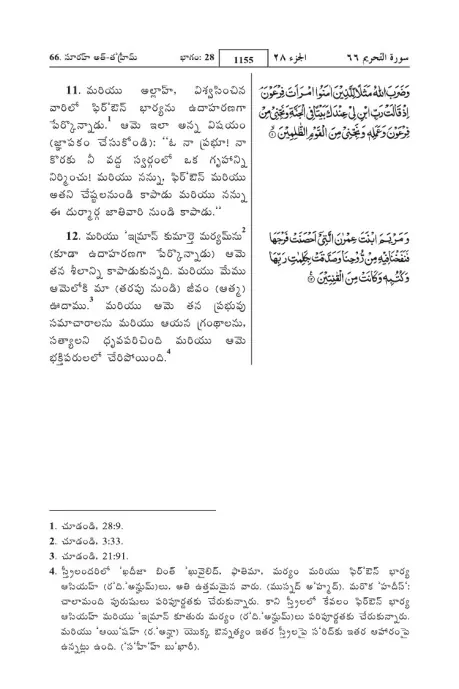 66. సూరహ్ అత్-త'హ్రీమ్ భాగం: 28 1155 الجزء ٢٨ سورة التحريم ٦٦
11. మరియు అల్లాహ్, విశ్వసించిన
వారిలో ఫిర్'ఔన్ భార్యను ఉదాహరణగా
పేర్కొన్నాడు.1 ఆమె ఇలా అన్న విషయం
(జ్ఞాపకం చేసుకోండి): "ఓ నా ప్రభూ! నా
కొరకు నీ వద్ద స్వర్గంలో ఒక గృహాన్ని
నిర్మించు! మరియు నన్ను, ఫిర్'ఔన్ మరియు
అతని చేష్టలనుండి కాపాడు మరియు నన్ను
ఈ దుర్మార్గ జాతివారి నుండి కాపాడు."
وَضَرَبَ اللَّهُ مَثَلًا لِّلَّذِينَ آمَنُوا امْرَأَتَ فِرْعَوْنَ
إِذْ قَالَتْ رَبِّ ابْنِ لِي عِندَكَ بَيْتًا فِي الْجَنَّةِ وَنَجِّنِي مِن
فِرْعَوْنَ وَعَمَلِهِ وَنَجِّنِي مِنَ الْقَوْمِ الظَّالِمِينَ
12. మరియు 'ఇమ్రాన్ కుమార్తె మర్యమ్‌ను2
(కూడా ఉదాహరణగా పేర్కొన్నాడు) ఆమె
తన శీలాన్ని కాపాడుకున్నది. మరియు మేము
ఆమెలోకి మా (తరపు నుండి) జీవం (ఆత్మ)
ఊదాము.3 మరియు ఆమె తన ప్రభువు
సమాచారాలను మరియు ఆయన గ్రంథాలను,
సత్యాలని ధృవపరిచింది మరియు ఆమె
భక్తిపరులలో చేరిపోయింది.4
وَمَرْيَمَ ابْنَتَ عِمْرَانَ الَّتِي أَحْصَنَتْ فَرْجَهَا
فَنَفَخْنَا فِيهِ مِن رُّوحِنَا وَصَدَّقَتْ بِكَلِمَاتِ رَبِّهَا
وَكُتُبِهِ وَكَانَتْ مِنَ الْقَانِتِينَ
1. చూడండి, 28:9.
2. చూడండి, 3:33.
3. చూడండి, 21:91.
4. స్త్రీలందరిలో 'ఖదీజా బింత్ 'ఖువైలిద్, ఫాతిమా, మర్యం మరియు ఫిర్'ఔన్ భార్య
ఆసియహ్ (ర'ది.'అన్హుమ్)లు, అతి ఉత్తమమైన వారు. (ముస్నద్ అ'హ్మద్). మరొక 'హదీస్':
చాలామంది పురుషులు పరిపూర్ణతకు చేరుకున్నారు. కాని స్త్రీలలో కేవలం ఫిర్'ఔన్ భార్య
ఆసియహ్ మరియు 'ఇమ్రాన్ కూతురు మర్యం (ర'ది.'అన్హుమ్)లు పరిపూర్ణతకు చేరుకున్నారు.
మరియు 'ఆయి'షహ్ (ర.'అన్హా) యొక్క ఔన్నత్యం ఇతర స్త్రీలపై స'రీద్‌కు ఇతర ఆహారంపై
ఉన్నట్లు ఉంది. ('స'హీ'హ్ బు'ఖారీ).